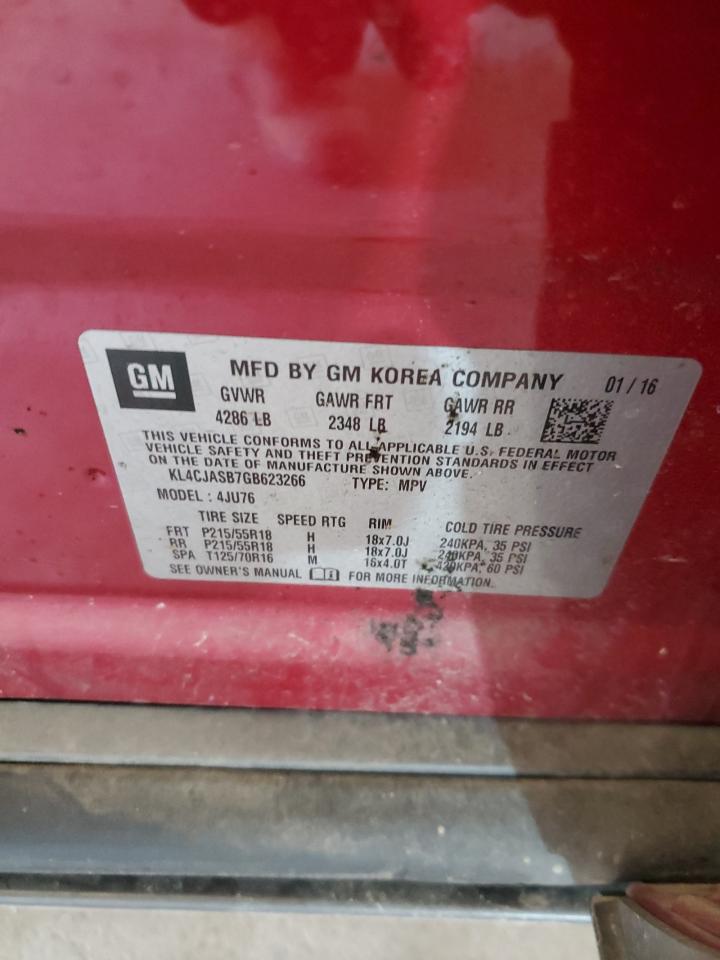 GM
MFD BY GM KOREA COMPANY 01 / 16
GVWR GAWR FRT GAWR RR
4286 LB 2348 LB 2194 LB
THIS VEHICLE CONFORMS TO ALL APPLICABLE U.S. FEDERAL MOTOR
VEHICLE SAFETY AND THEFT PREVENTION STANDARDS IN EFFECT
ON THE DATE OF MANUFACTURE SHOWN ABOVE.
KL4CJASB7GB623266 TYPE: MPV
MODEL : 4JU76
TIRE SIZE SPEED RTG RIM COLD TIRE PRESSURE
FRT P215/55R18 H 18x7.0J 240KPA, 35 PSI
RR P215/55R18 H 18x7.0J 240KPA, 35 PSI
SPA T125/70R16 M 16x4.0T 420KPA, 60 PSI
SEE OWNER'S MANUAL FOR MORE INFORMATION.